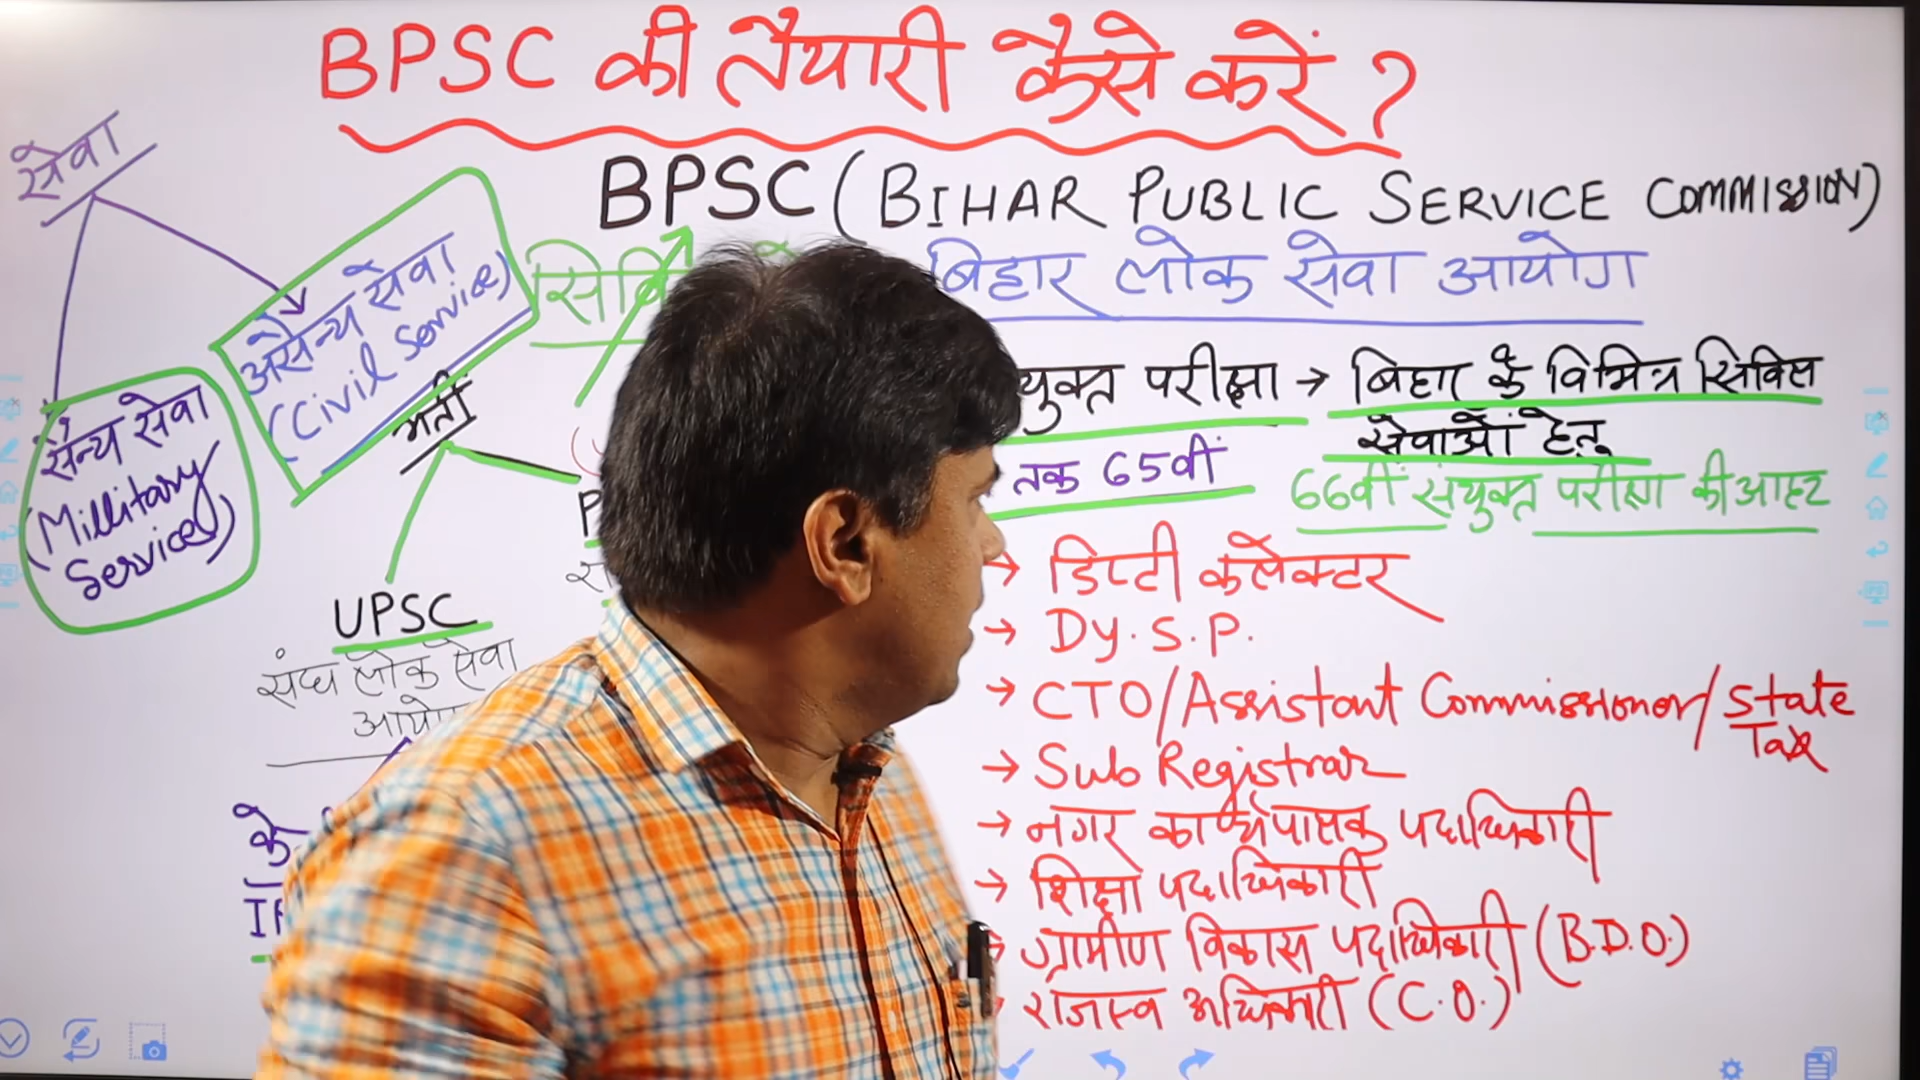 BPSC की तैयारी कैसे करें ?
BPSC ( BIHAR PUBLIC SERVICE COMMISSION )
बिहार लोक सेवा आयोग
सेवा
असैन्य सेवा
(Civil Service)
सैन्य सेवा
(Millitary
Services)
भर्ती
UPSC
संघ लोक सेवा
युक्त परीक्षा → बिहार के विभिन्न सिविल
सेवाओं हेतु
तक 65वीं
66वीं संयुक्त परीक्षा की आहट
→ डिप्टी कलेक्टर
→ Dy. S. P.
→ CTO/Assistant Commissioner/State
Tax
→ Sub Registrar
→ नगर कार्यपालक पदाधिकारी
→ शिक्षा पदाधिकारी
→ ग्रामीण विकास पदाधिकारी (B.D.O.)
राजस्व अधिकारी (C.O.)